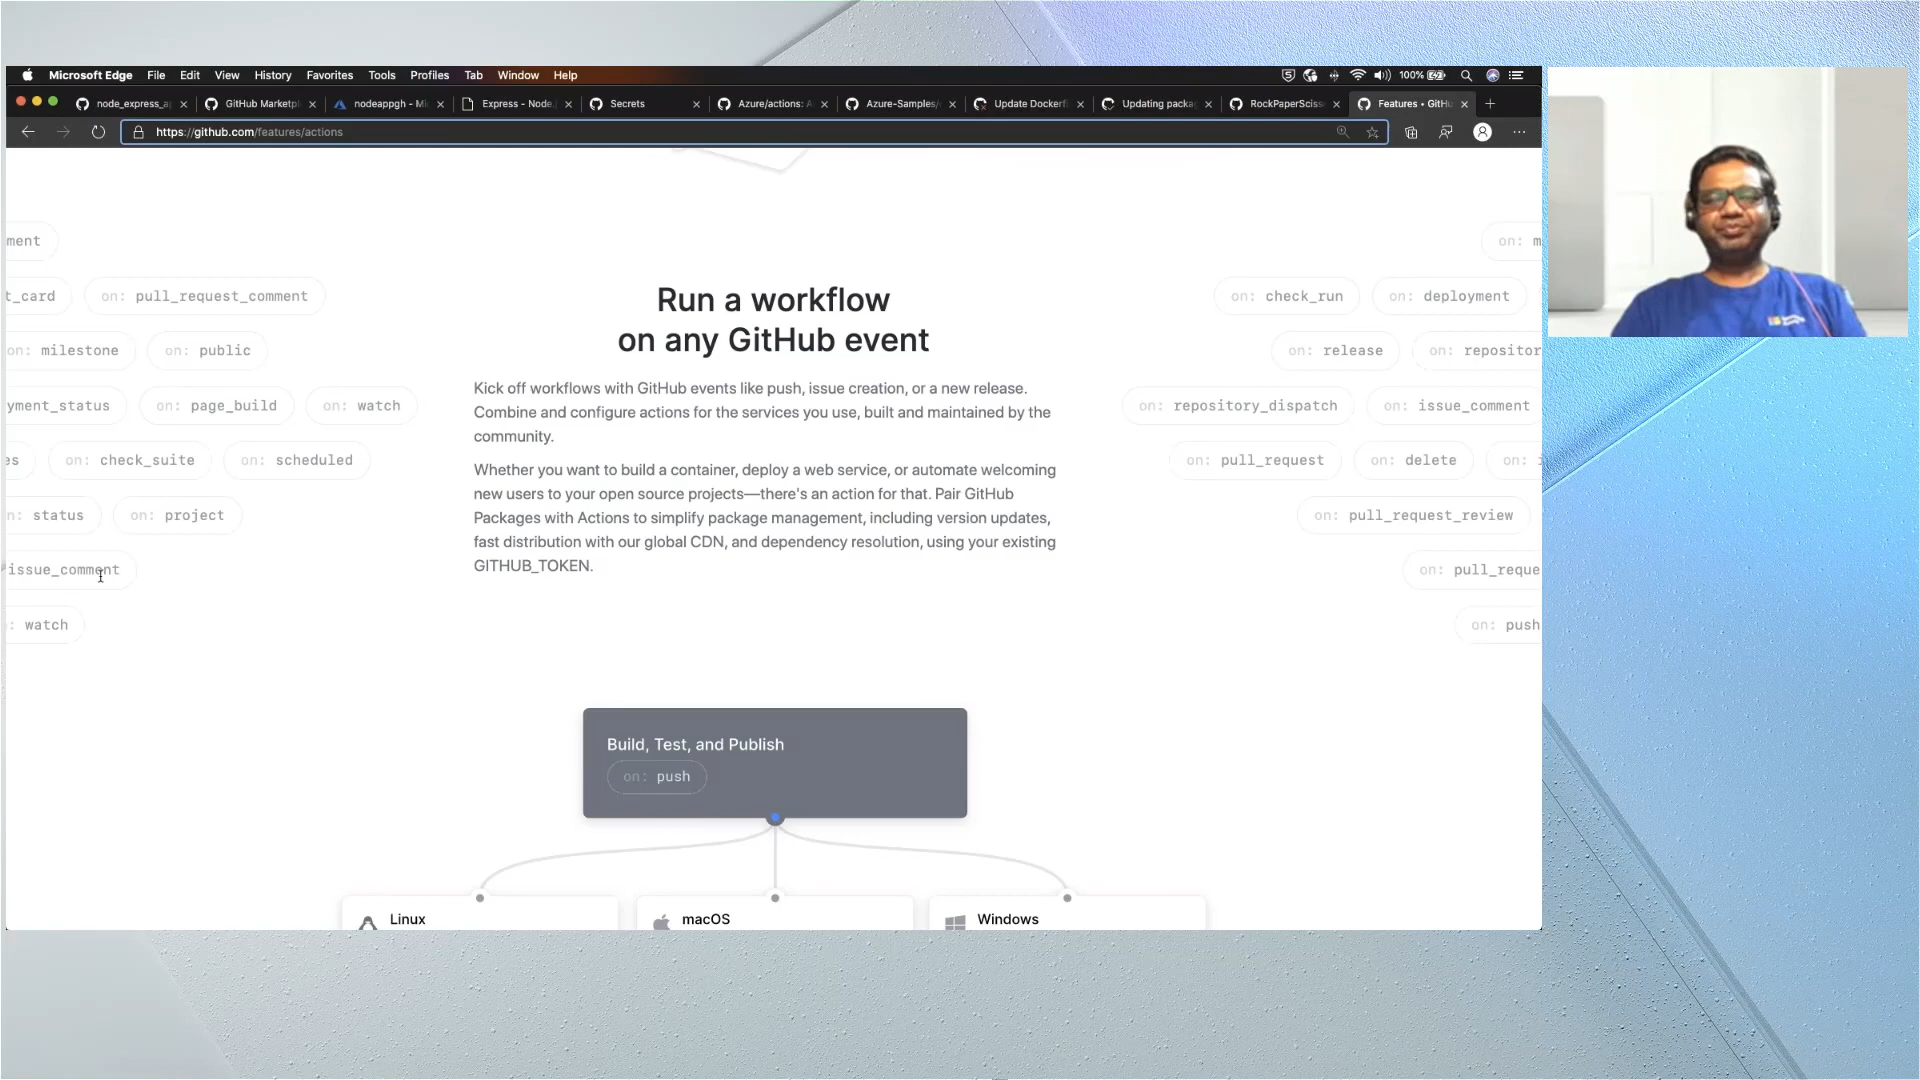 Microsoft Edge File Edit View History Favorites Tools Profiles Tab Window Help 100%
node_express_a GitHub Marketpl nodeappgh - Mi Express - Node. Secrets Azure/actions: A Azure-Samples/ Update Dockerfi Updating packa RockPaperSciss Features • GitHu
https://github.com/features/actions
ment
on: m
t_card on: pull_request_comment
on: check_run on: deployment
Run a workflow
on any GitHub event
on: milestone on: public
on: release on: repositor
Kick off workflows with GitHub events like push, issue creation, or a new release.
Combine and configure actions for the services you use, built and maintained by the
community.
yment_status on: page_build on: watch
on: repository_dispatch on: issue_comment
es on: check_suite on: scheduled
on: pull_request on: delete on: i
Whether you want to build a container, deploy a web service, or automate welcoming
new users to your open source projects—there's an action for that. Pair GitHub
Packages with Actions to simplify package management, including version updates,
fast distribution with our global CDN, and dependency resolution, using your existing
GITHUB_TOKEN.
n: status on: project
on: pull_request_review
issue_comment
on: pull_reque
: watch
on: push
Build, Test, and Publish
on: push
Linux
macOS
Windows